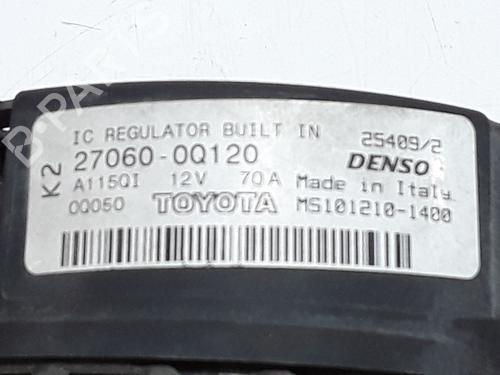 B-PARTS
IC REGULATOR BUILT IN
25409/2
K2
27060-0Q120
DENSO
A115QI 12V 70A Made in Italy
0Q050 TOYOTA MS101210-1400